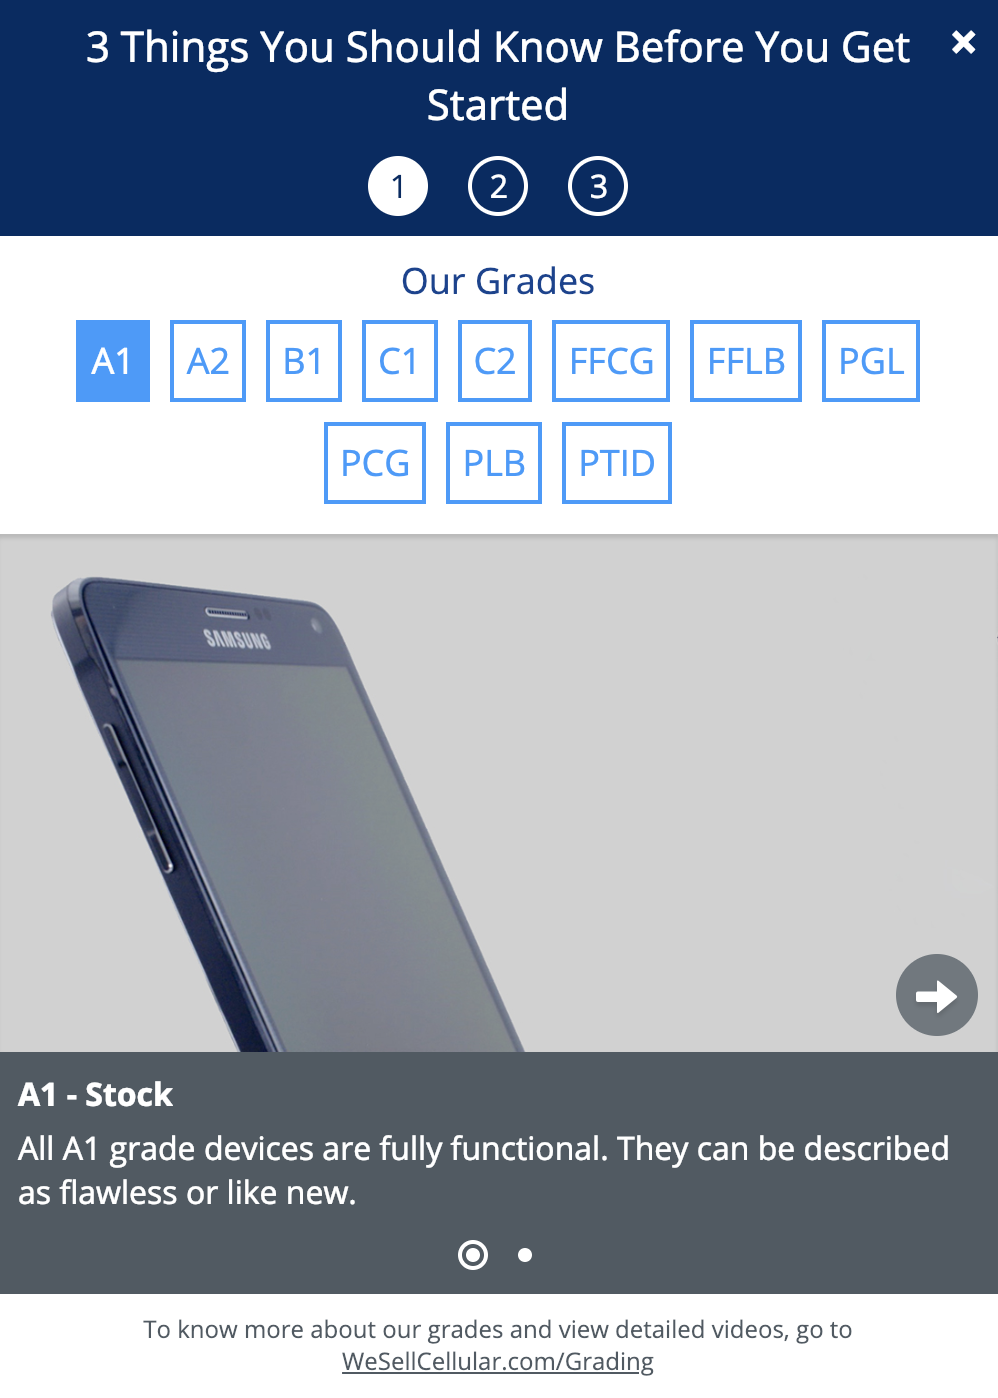 3 Things You Should Know Before You Get
Started
1 2 3
Our Grades
A1 A2 B1 C1 C2 FFCG FFLB PGL
PCG PLB PTID
SAMSUNG
A1 - Stock
All A1 grade devices are fully functional. They can be described
as flawless or like new.
To know more about our grades and view detailed videos, go to
WeSellCellular.com/Grading